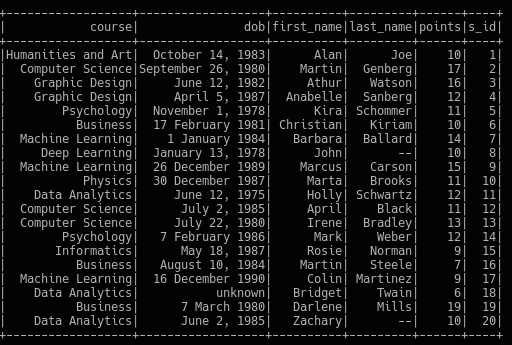 +------------------+------------------+----------+---------+------+----+
| course| dob|first_name|last_name|points|s_id|
+------------------+------------------+----------+---------+------+----+
|Humanities and Art| October 14, 1983| Alan| Joe| 10| 1|
| Computer Science|September 26, 1980| Martin| Genberg| 17| 2|
| Graphic Design| June 12, 1982| Athur| Watson| 16| 3|
| Graphic Design| April 5, 1987| Anabelle| Sanberg| 12| 4|
| Psychology| November 1, 1978| Kira| Schommer| 11| 5|
| Business| 17 February 1981| Christian| Kiriam| 10| 6|
| Machine Learning| 1 January 1984| Barbara| Ballard| 14| 7|
| Deep Learning| January 13, 1978| John| --| 10| 8|
| Machine Learning| 26 December 1989| Marcus| Carson| 15| 9|
| Physics| 30 December 1987| Marta| Brooks| 11| 10|
| Data Analytics| June 12, 1975| Holly| Schwartz| 12| 11|
| Computer Science| July 2, 1985| April| Black| 11| 12|
| Computer Science| July 22, 1980| Irene| Bradley| 13| 13|
| Psychology| 7 February 1986| Mark| Weber| 12| 14|
| Informatics| May 18, 1987| Rosie| Norman| 9| 15|
| Business| August 10, 1984| Martin| Steele| 7| 16|
| Machine Learning| 16 December 1990| Colin| Martinez| 9| 17|
| Data Analytics| unknown| Bridget| Twain| 6| 18|
| Business| 7 March 1980| Darlene| Mills| 19| 19|
| Data Analytics| June 2, 1985| Zachary| --| 10| 20|
+------------------+------------------+----------+---------+------+----+